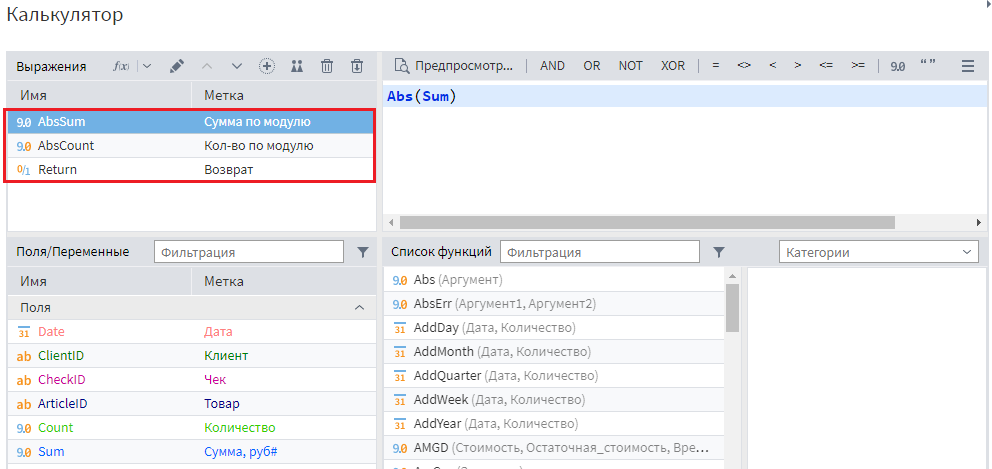 Калькулятор
Выражения f(x)
Имя Метка
9.0 AbsSum Сумма по модулю
9.0 AbsCount Кол-во по модулю
0/1 Return Возврат
Предпросмотр... AND OR NOT XOR = <> < > <= >= 9.0 “ ”
Abs(Sum)
Поля/Переменные Фильтрация
Имя Метка
Поля
31 Date Дата
ab ClientID Клиент
ab CheckID Чек
ab ArticleID Товар
9.0 Count Количество
9.0 Sum Сумма, руб#
Список функций Фильтрация Категории
9.0 Abs (Аргумент)
9.0 AbsErr (Аргумент1, Аргумент2)
31 AddDay (Дата, Количество)
31 AddMonth (Дата, Количество)
31 AddQuarter (Дата, Количество)
31 AddWeek (Дата, Количество)
31 AddYear (Дата, Количество)
9.0 AMGD (Стоимость, Остаточная_стоимость, Вре...